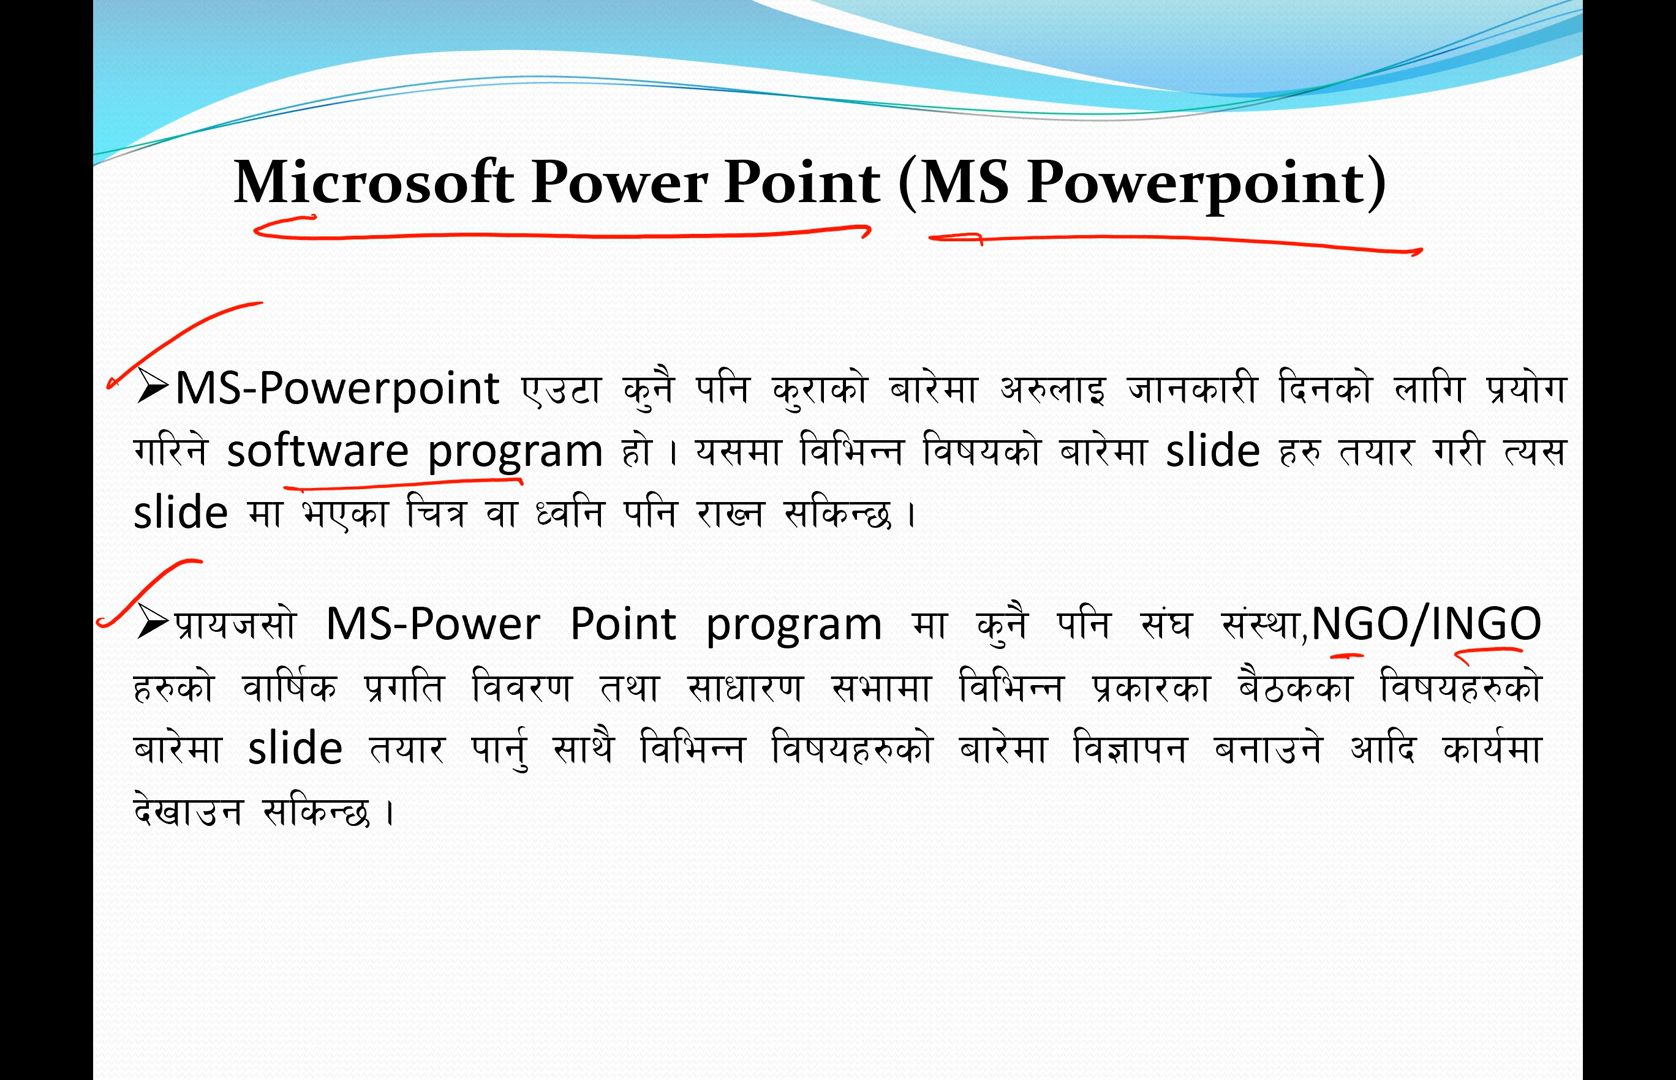 Microsoft Power Point (MS Powerpoint)
➢MS-Powerpoint एउटा कुनै पनि कुराको बारेमा अरुलाइ जानकारी दिनको लागि प्रयोग
गरिने software program हो । यसमा विभिन्न विषयको बारेमा slide हरु तयार गरी त्यस
slide मा भएका चित्र वा ध्वनि पनि राख्न सकिन्छ ।
➢प्रायजसो MS-Power Point program मा कुनै पनि संघ संस्था,NGO/INGO
हरुको वार्षिक प्रगति विवरण तथा साधारण सभामा विभिन्न प्रकारका बैठकका विषयहरुको
बारेमा slide तयार पार्नु साथै विभिन्न विषयहरुको बारेमा विज्ञापन बनाउने आदि कार्यमा
देखाउन सकिन्छ ।